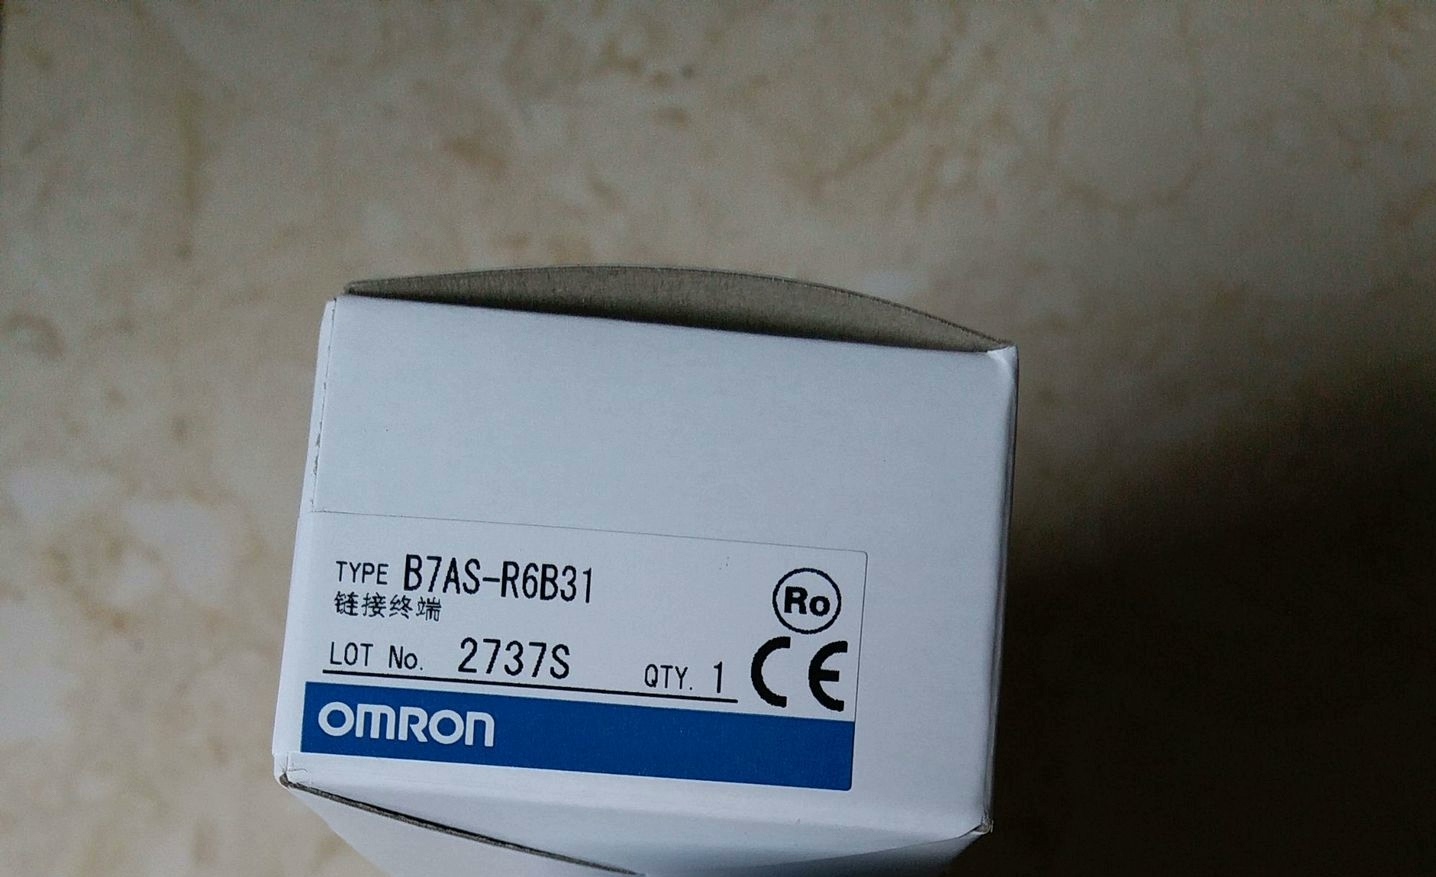 TYPE B7AS-R6B31
链接终端
LOT No. 2737S QTY. 1
Ro
CE
OMRON